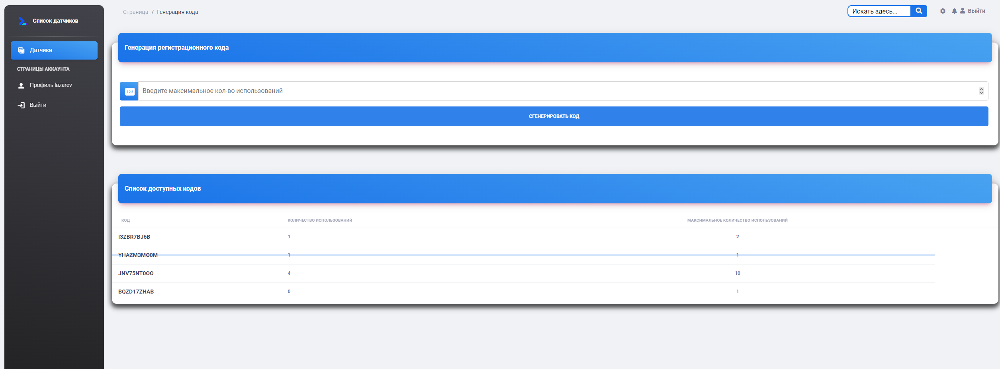 Список датчиков
Датчики
СТРАНИЦЫ АККАУНТА
Профиль lazarev
Выйти
Страница / Генерация кода
Искать здесь...
Выйти
Генерация регистрационного кода
123
Введите максимальное кол-во использований
СГЕНЕРИРОВАТЬ КОД
Список доступных кодов
КОД КОЛИЧЕСТВО ИСПОЛЬЗОВАНИЙ МАКСИМАЛЬНОЕ КОЛИЧЕСТВО ИСПОЛЬЗОВАНИЙ
I3ZBR7BJ6B 1 2
YHAZM3MO0M 1 1
JNV75NT0OO 4 10
BQZD17ZHAB 0 1